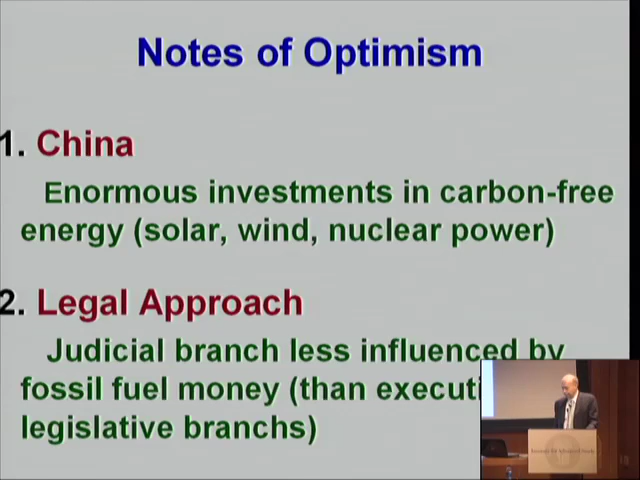 Notes of Optimism
1. China
Enormous investments in carbon-free
energy (solar, wind, nuclear power)
2. Legal Approach
Judicial branch less influenced by
fossil fuel money (than executi
legislative branchs)